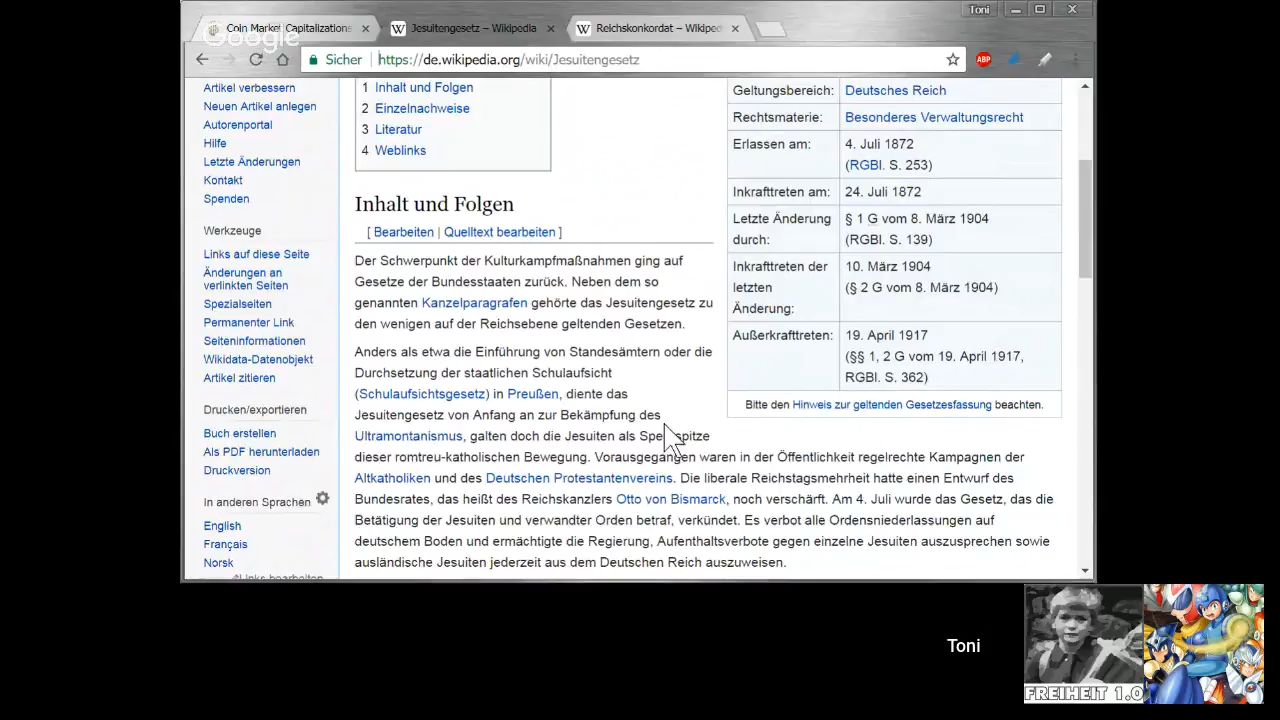 Toni
Coin Market Capitalizations
Jesuitengesetz – Wikipedia
Reichskonkordat – Wikiped
Google
Sicher
https://de.wikipedia.org/wiki/Jesuitengesetz
ABP
Artikel verbessern
Neuen Artikel anlegen
Autorenportal
Hilfe
Letzte Änderungen
Kontakt
Spenden
Werkzeuge
Links auf diese Seite
Änderungen an
verlinkten Seiten
Spezialseiten
Permanenter Link
Seiteninformationen
Wikidata-Datenobjekt
Artikel zitieren
Drucken/exportieren
Buch erstellen
Als PDF herunterladen
Druckversion
In anderen Sprachen
English
Français
Norsk
Links bearbeiten
1 Inhalt und Folgen
2 Einzelnachweise
3 Literatur
4 Weblinks
Inhalt und Folgen
[ Bearbeiten | Quelltext bearbeiten ]
Der Schwerpunkt der Kulturkampfmaßnahmen ging auf
Gesetze der Bundesstaaten zurück. Neben dem so
genannten Kanzelparagrafen gehörte das Jesuitengesetz zu
den wenigen auf der Reichsebene geltenden Gesetzen.
Anders als etwa die Einführung von Standesämtern oder die
Durchsetzung der staatlichen Schulaufsicht
(Schulaufsichtsgesetz) in Preußen, diente das
Jesuitengesetz von Anfang an zur Bekämpfung des
Ultramontanismus, galten doch die Jesuiten als Speerspitze
dieser romtreu-katholischen Bewegung. Vorausgegangen waren in der Öffentlichkeit regelrechte Kampagnen der
Altkatholiken und des Deutschen Protestantenvereins. Die liberale Reichstagsmehrheit hatte einen Entwurf des
Bundesrates, das heißt des Reichskanzlers Otto von Bismarck, noch verschärft. Am 4. Juli wurde das Gesetz, das die
Betätigung der Jesuiten und verwandter Orden betraf, verkündet. Es verbot alle Ordensniederlassungen auf
deutschem Boden und ermächtigte die Regierung, Aufenthaltsverbote gegen einzelne Jesuiten auszusprechen sowie
ausländische Jesuiten jederzeit aus dem Deutschen Reich auszuweisen.
Geltungsbereich: Deutsches Reich
Rechtsmaterie: Besonderes Verwaltungsrecht
Erlassen am: 4. Juli 1872
(RGBl. S. 253)
Inkrafttreten am: 24. Juli 1872
Letzte Änderung § 1 G vom 8. März 1904
durch: (RGBl. S. 139)
Inkrafttreten der 10. März 1904
letzten (§ 2 G vom 8. März 1904)
Änderung:
Außerkrafttreten: 19. April 1917
(§§ 1, 2 G vom 19. April 1917,
RGBl. S. 362)
Bitte den Hinweis zur geltenden Gesetzesfassung beachten.
Toni
FREIHEIT 1.0